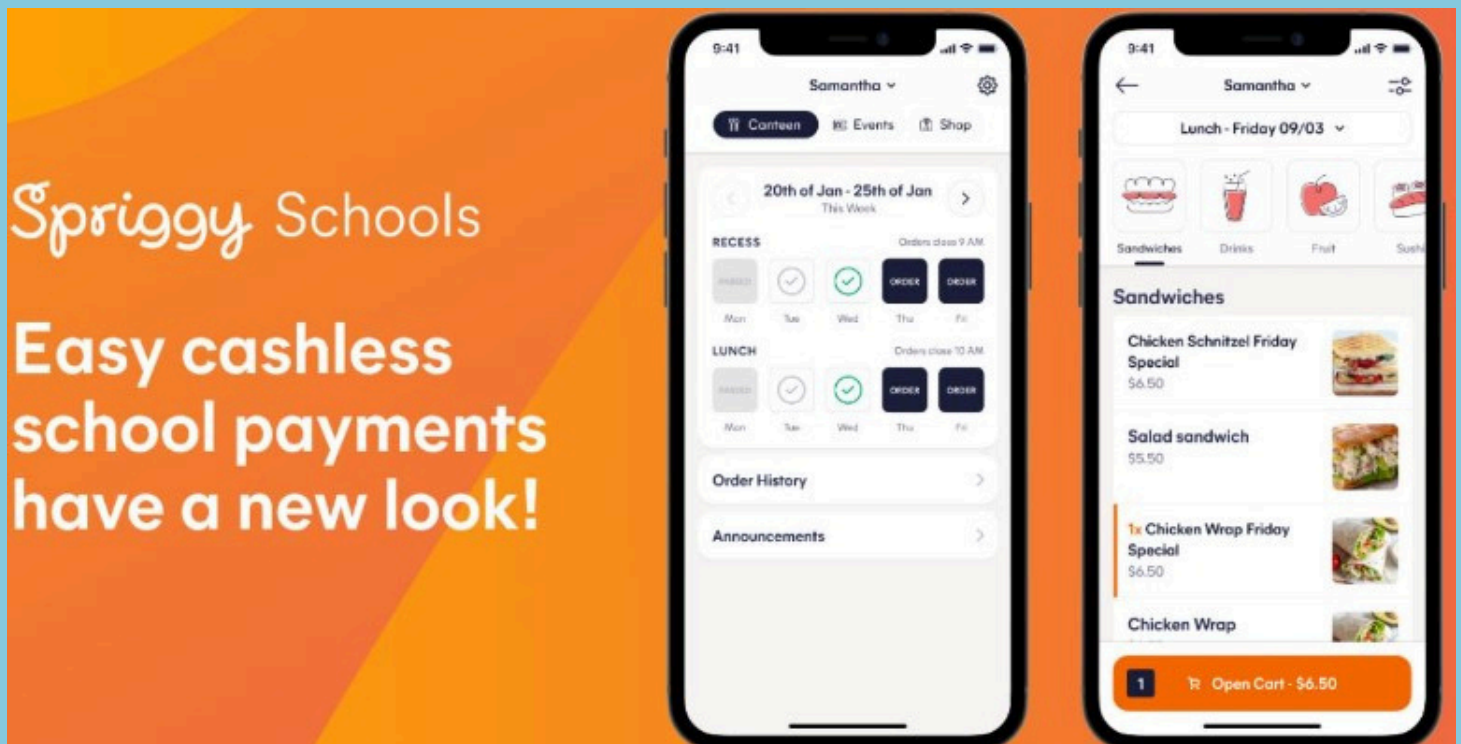 Spriggy Schools
Easy cashless
school payments
have a new look!
9:41
Samantha
Canteen Events Shop
20th of Jan - 25th of Jan
This Week
RECESS Orders close 9 AM
ORDER ORDER
Mon Tue Wed Thu Fri
LUNCH Orders close 10 AM
ORDER ORDER
Mon Tue Wed Thu Fri
Order History
Announcements
9:41
Samantha
Lunch - Friday 09/03
Sandwiches Drinks Fruit Sushi
Sandwiches
Chicken Schnitzel Friday
Special
$6.50
Salad sandwich
$5.50
1x Chicken Wrap Friday
Special
$6.50
Chicken Wrap
1 Open Cart - $6.50